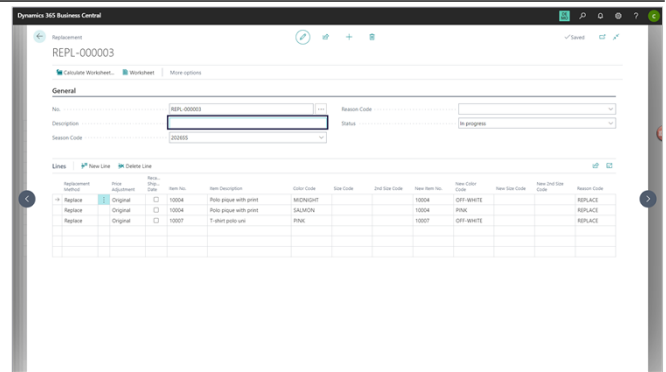 Dynamics 365 Business Central
Replacement
Saved
REPL-000003
Calculate Worksheet... Worksheet More options
General
No. REPL-000003 Reason Code
Description Status In progress
Season Code 2026SS
Lines New Line Delete Line
Replacement Method Price Adjustment Reca... Ship... Date Item No. Item Description Color Code Size Code 2nd Size Code New Item No. New Color Code New Size Code New 2nd Size Code Reason Code
Replace Original 10004 Polo pique with print MIDNIGHT 10004 OFF-WHITE REPLACE
Replace Original 10004 Polo pique with print SALMON 10004 PINK REPLACE
Replace Original 10007 T-shirt polo uni PINK 10007 OFF-WHITE REPLACE